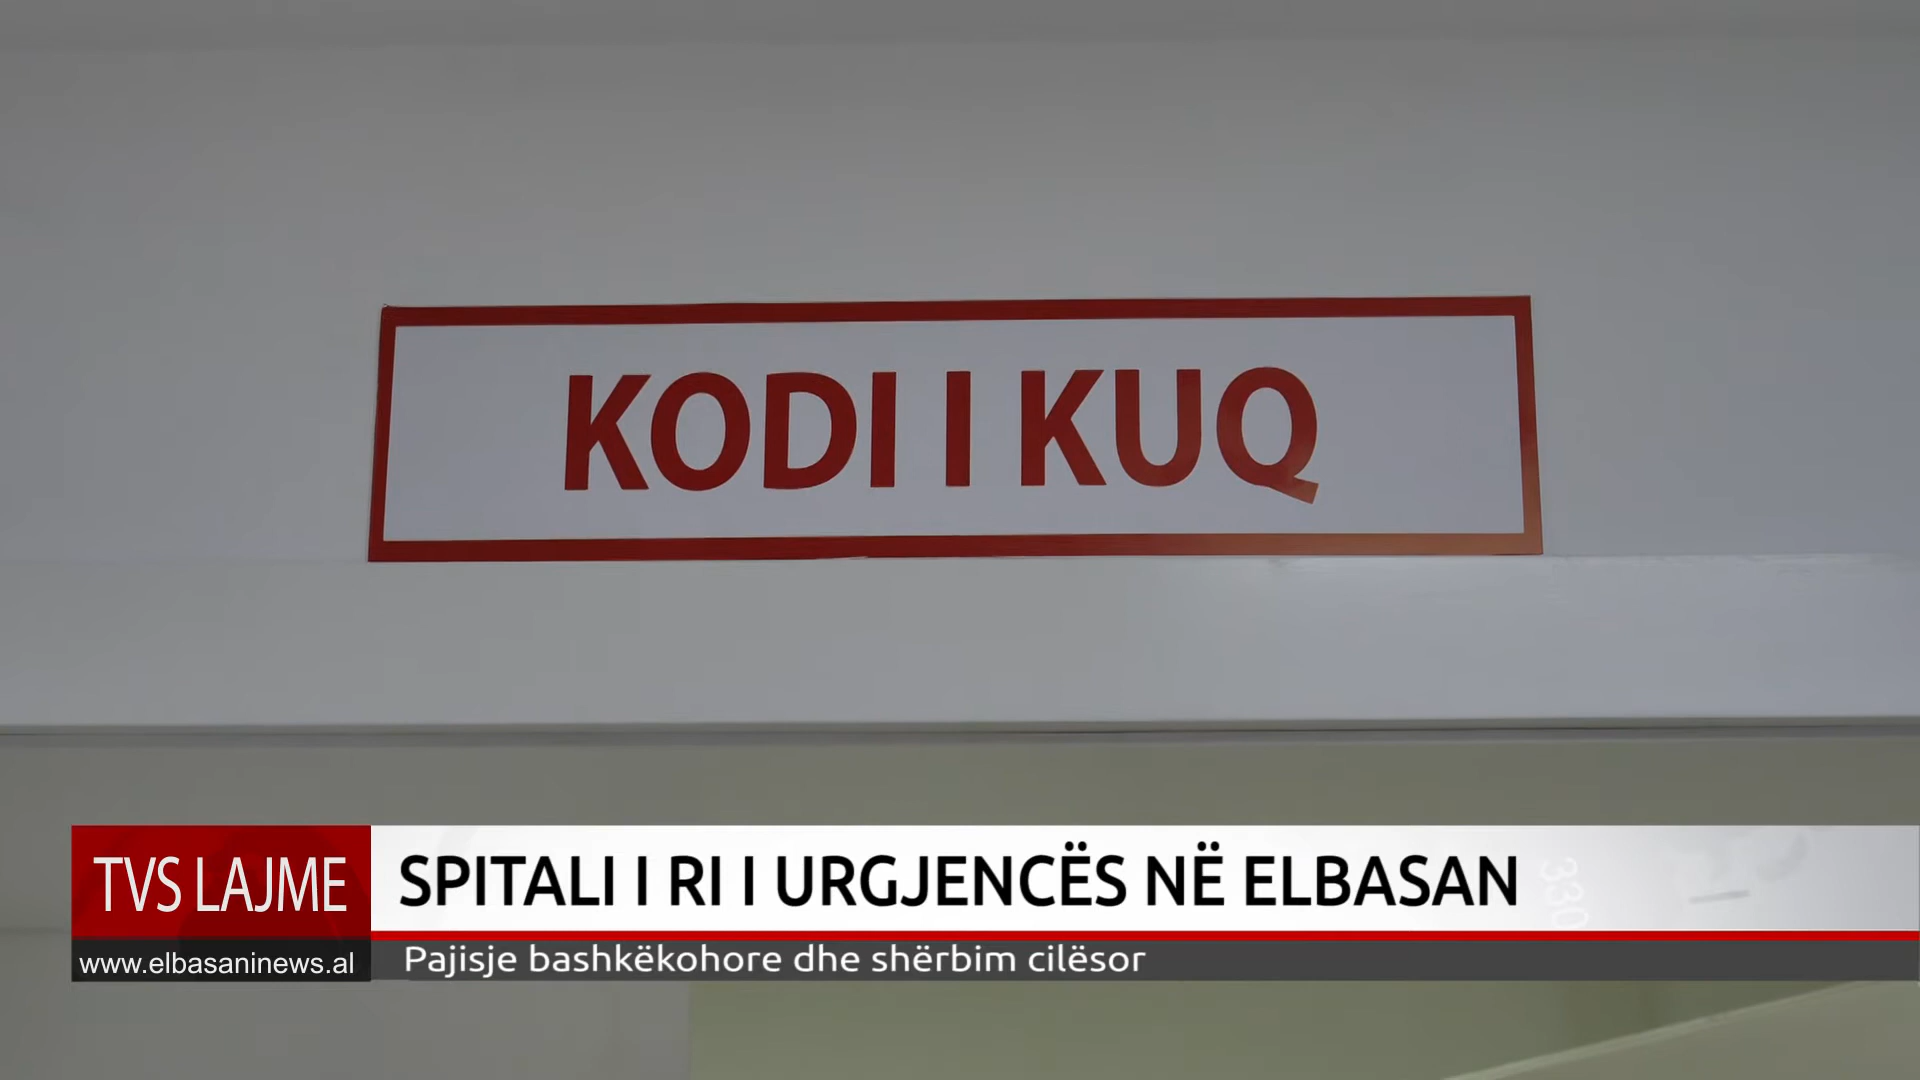 KODI I KUQ
TVS LAJME
SPITALI I RI I URGJENCËS NË ELBASAN
www.elbasaninews.al
Pajisje bashkëkohore dhe shërbim cilësor